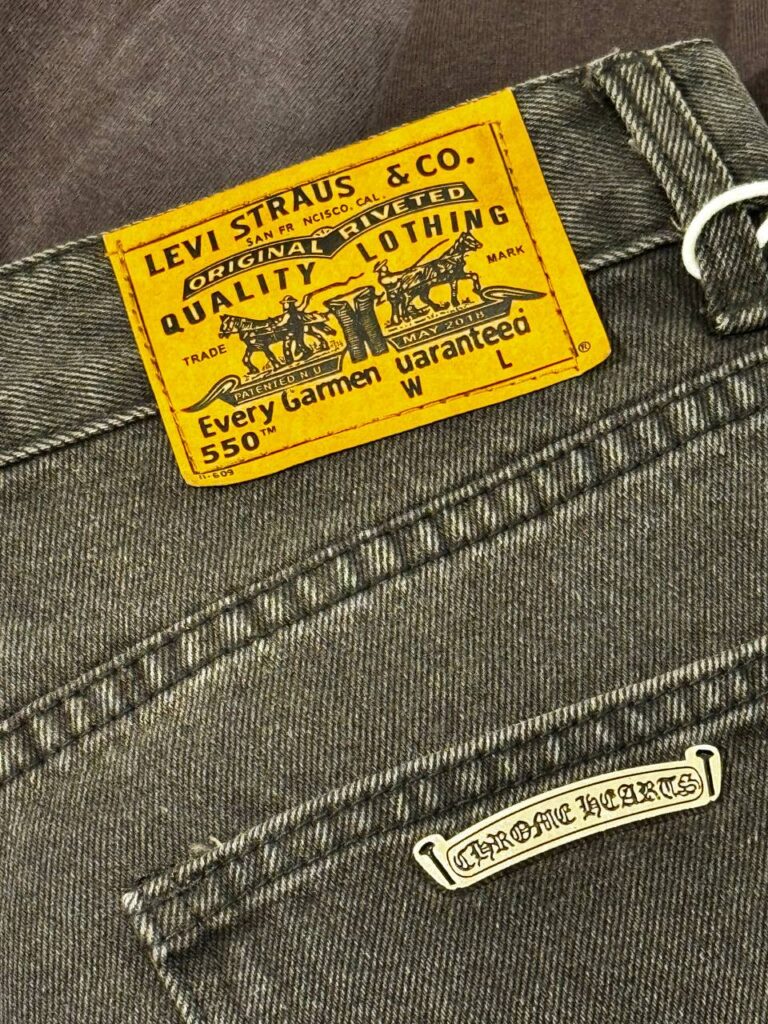 LEVI STRAUS & CO.
SAN FR NCISCO, CAL.
ORIGINAL RIVETED
QUALITY LOTHING
TRADE MARK
PATENTED N U MAY 2018
Every Garmen uaranteed
550™ W L
®
11-609
CHROME HEARTS